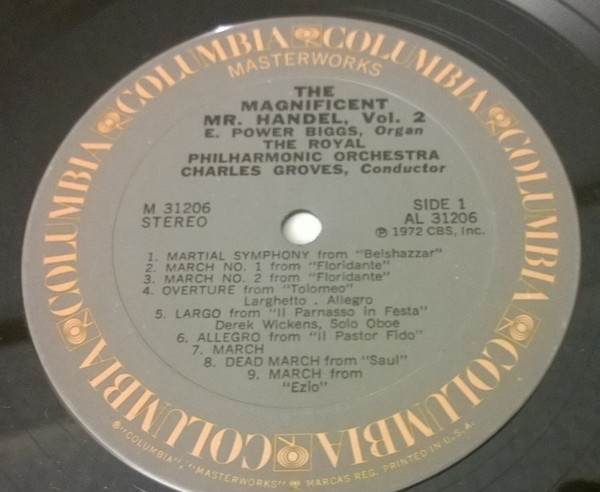 COLUMBIA COLUMBIA COLUMBIA COLUMBIA COLUMBIA COLUMBIA COLUMBIA COLUMBIA
MASTERWORKS
THE
MAGNIFICENT
MR. HANDEL, Vol. 2
E. POWER BIGGS, Organ
THE ROYAL
PHILHARMONIC ORCHESTRA
CHARLES GROVES, Conductor
M 31206
STEREO
SIDE 1
AL 31206
℗ 1972 CBS, Inc.
1. MARTIAL SYMPHONY from "Belshazzar"
2. MARCH NO. 1 from "Floridante"
3. MARCH NO. 2 from "Floridante"
4. OVERTURE from "Tolomeo"
Larghetto . Allegro
5. LARGO from "Il Parnasso in Festa"
Derek Wickens, Solo Oboe
6. ALLEGRO from "Il Pastor Fido"
7. MARCH
8. DEAD MARCH from "Saul"
9. MARCH from
"Ezio"
® "COLUMBIA", "MASTERWORKS" MARCAS REG. PRINTED IN U.S.A.